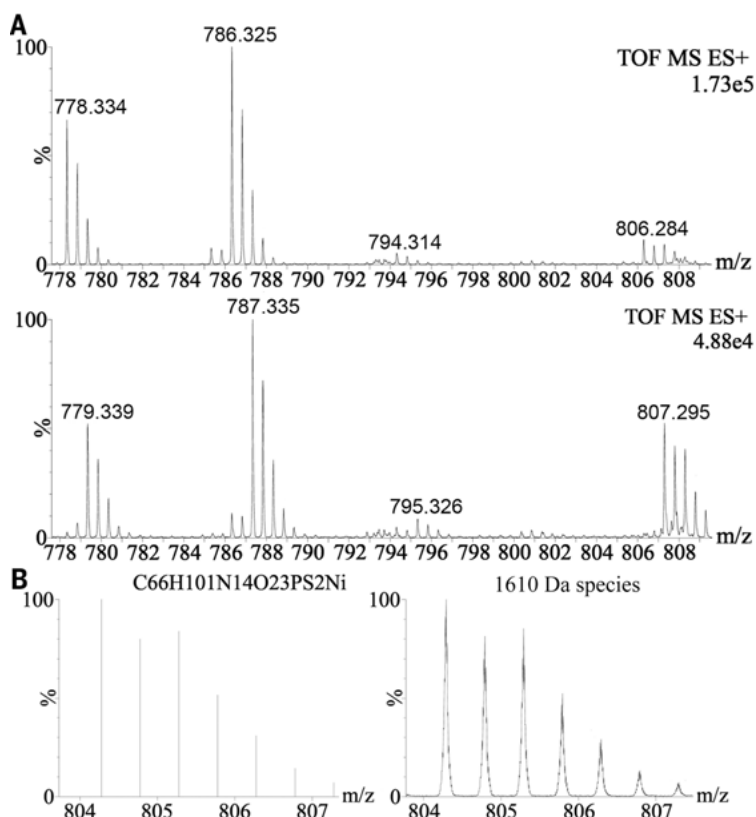 A
100
786.325
TOF MS ES+
1.73e5
778.334
%
794.314
806.284
0
778 780 782 784 786 788 790 792 794 796 798 800 802 804 806 808 m/z
787.335
100
TOF MS ES+
4.88e4
779.339
807.295
%
795.326
0
778 780 782 784 786 788 790 792 794 796 798 800 802 804 806 808 m/z
B
C66H101N14O23PS2Ni
1610 Da species
100
%
0
804 805 806 807 m/z
100
%
0
804 805 806 807 m/z